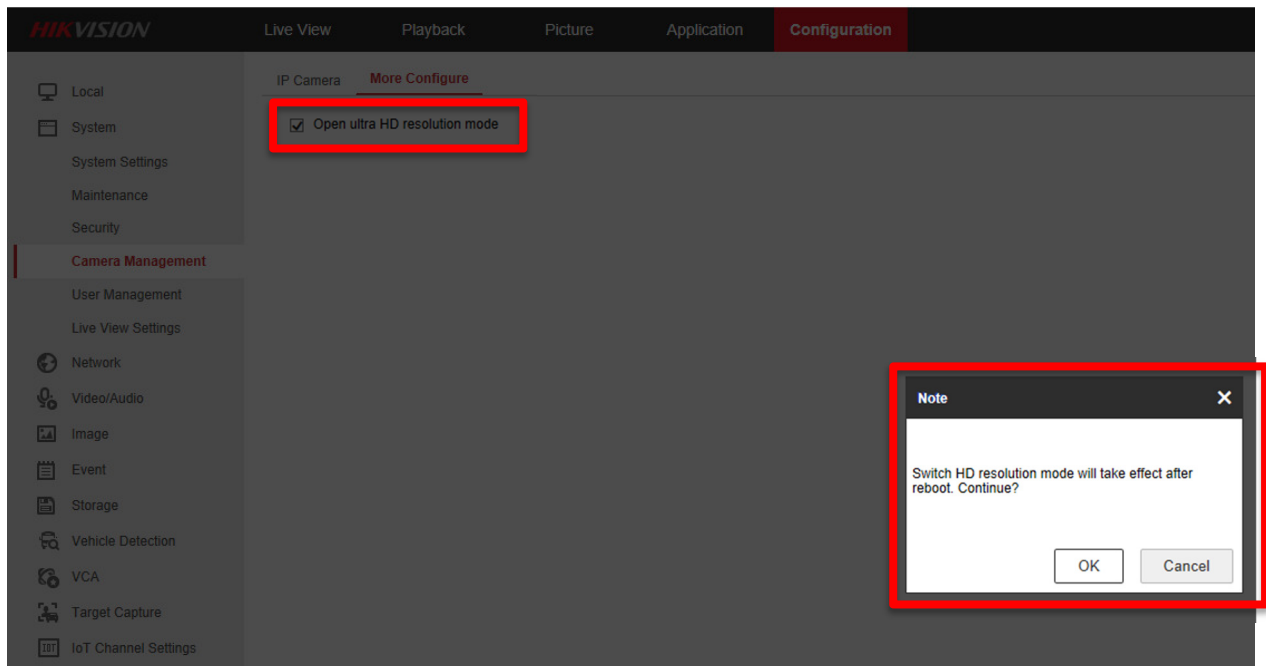 HIKVISION
Live View
Playback
Picture
Application
Configuration
Local
System
System Settings
Maintenance
Security
Camera Management
User Management
Live View Settings
Network
Video/Audio
Image
Event
Storage
Vehicle Detection
VCA
Target Capture
IOT IoT Channel Settings
IP Camera
More Configure
Open ultra HD resolution mode
Note
Switch HD resolution mode will take effect after
reboot. Continue?
OK
Cancel